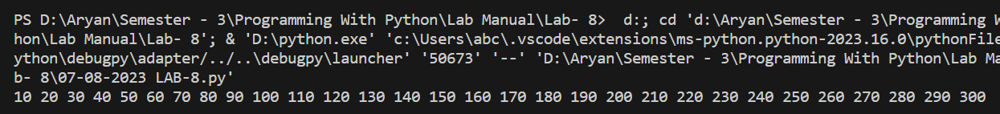 PS D:\Aryan\Semester - 3\Programming With Python\Lab Manual\Lab- 8>  d:; cd 'd:\Aryan\Semester - 3\Programming W
hon\Lab Manual\Lab- 8'; & 'D:\python.exe' 'c:\Users\abc\.vscode\extensions\ms-python.python-2023.16.0\pythonFile
ython\debugpy\adapter/../..\debugpy\launcher' '50673' '--' 'D:\Aryan\Semester - 3\Programming With Python\Lab Ma
b- 8\07-08-2023 LAB-8.py'
10 20 30 40 50 60 70 80 90 100 110 120 130 140 150 160 170 180 190 200 210 220 230 240 250 260 270 280 290 300